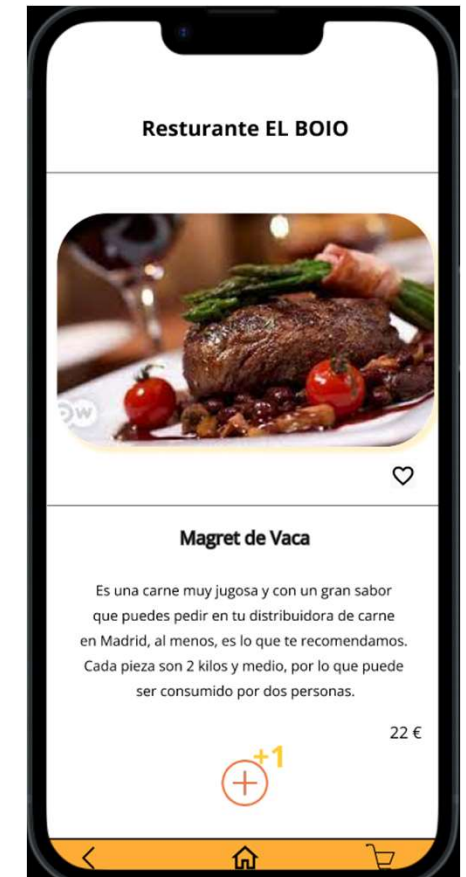 Resturante EL BOIO
DW
Magret de Vaca
Es una carne muy jugosa y con un gran sabor
que puedes pedir en tu distribuidora de carne
en Madrid, al menos, es lo que te recomendamos.
Cada pieza son 2 kilos y medio, por lo que puede
ser consumido por dos personas.
22 €
+1